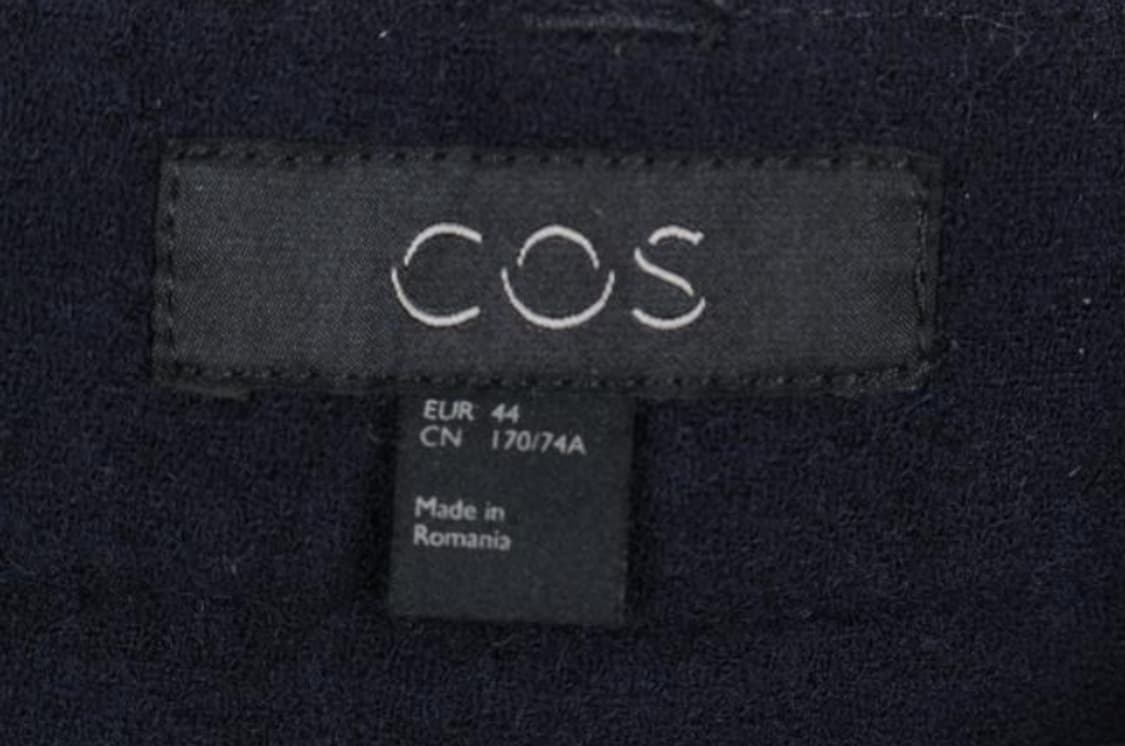 COS
EUR 44
CN 170/74A
Made in
Romania